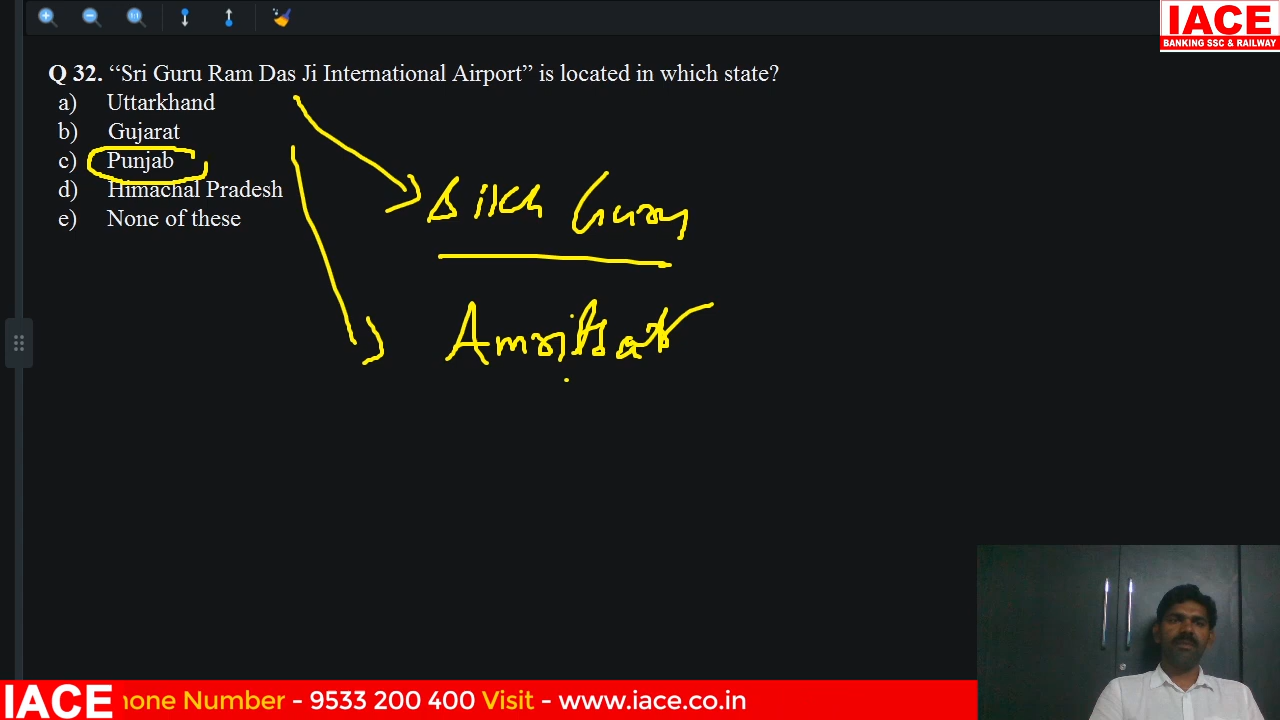 IACE
BANKING SSC & RAILWAY
Q 32. “Sri Guru Ram Das Ji International Airport” is located in which state?
a) Uttarkhand
b) Gujarat
c) Punjab
d) Himachal Pradesh
e) None of these
Sikh Guru
Amritsar
IACE hone Number - 9533 200 400 Visit - www.iace.co.in